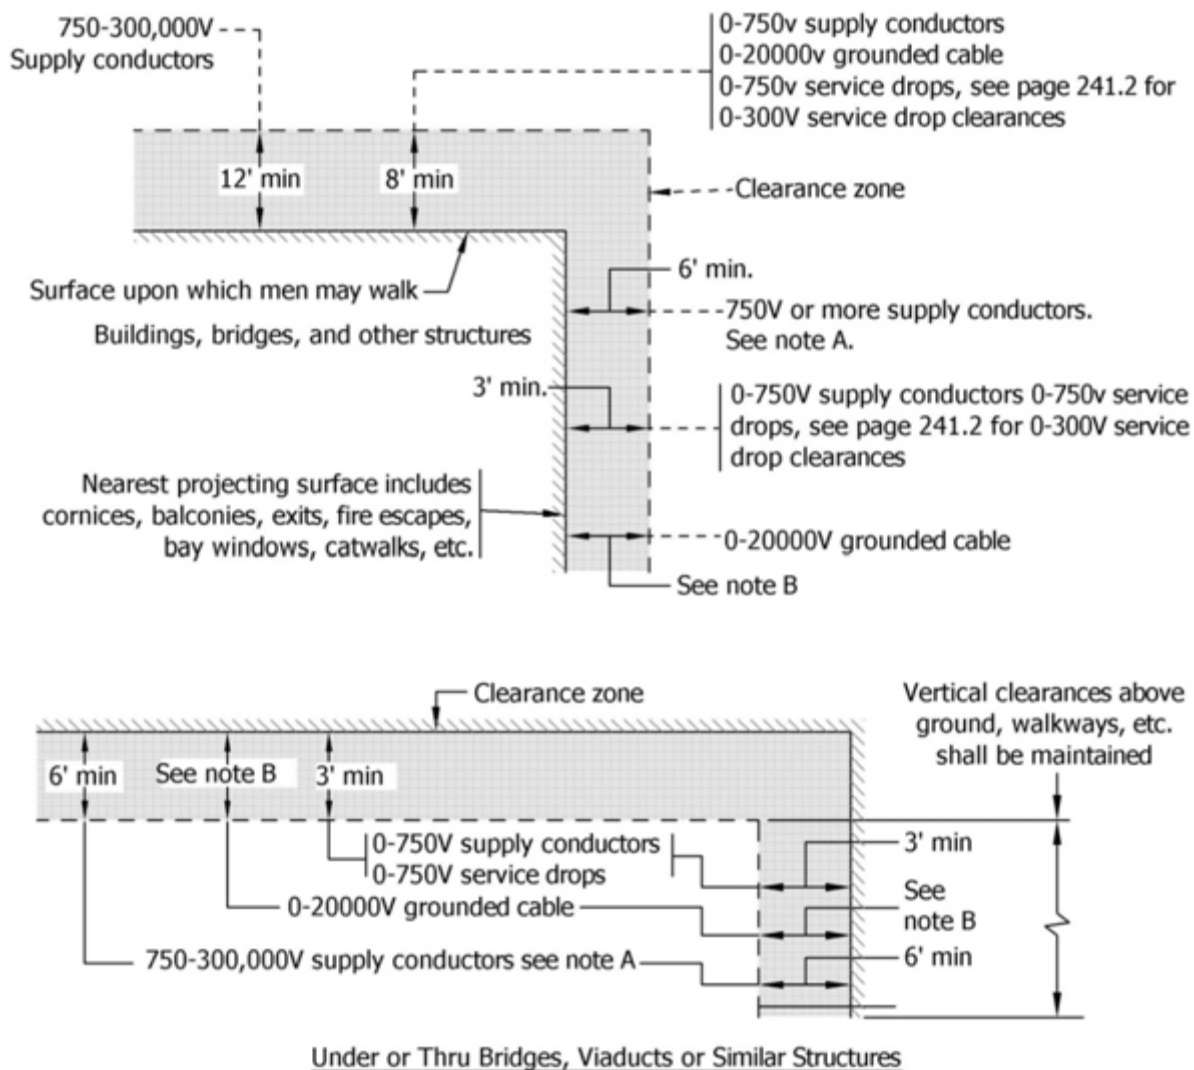 750-300,000V
Supply conductors
0-750v supply conductors
0-20000v grounded cable
0-750v service drops, see page 241.2 for
0-300V service drop clearances
12' min
8' min
Clearance zone
6' min.
Surface upon which men may walk
750V or more supply conductors.
See note A.
Buildings, bridges, and other structures
3' min.
0-750V supply conductors 0-750v service
drops, see page 241.2 for 0-300V service
drop clearances
Nearest projecting surface includes
cornices, balconies, exits, fire escapes,
bay windows, catwalks, etc.
0-20000V grounded cable
See note B
Clearance zone
Vertical clearances above
ground, walkways, etc.
shall be maintained
6' min
See note B
3' min
0-750V supply conductors
0-750V service drops
3' min
0-20000V grounded cable
See
note B
750-300,000V supply conductors see note A
6' min
Under or Thru Bridges, Viaducts or Similar Structures